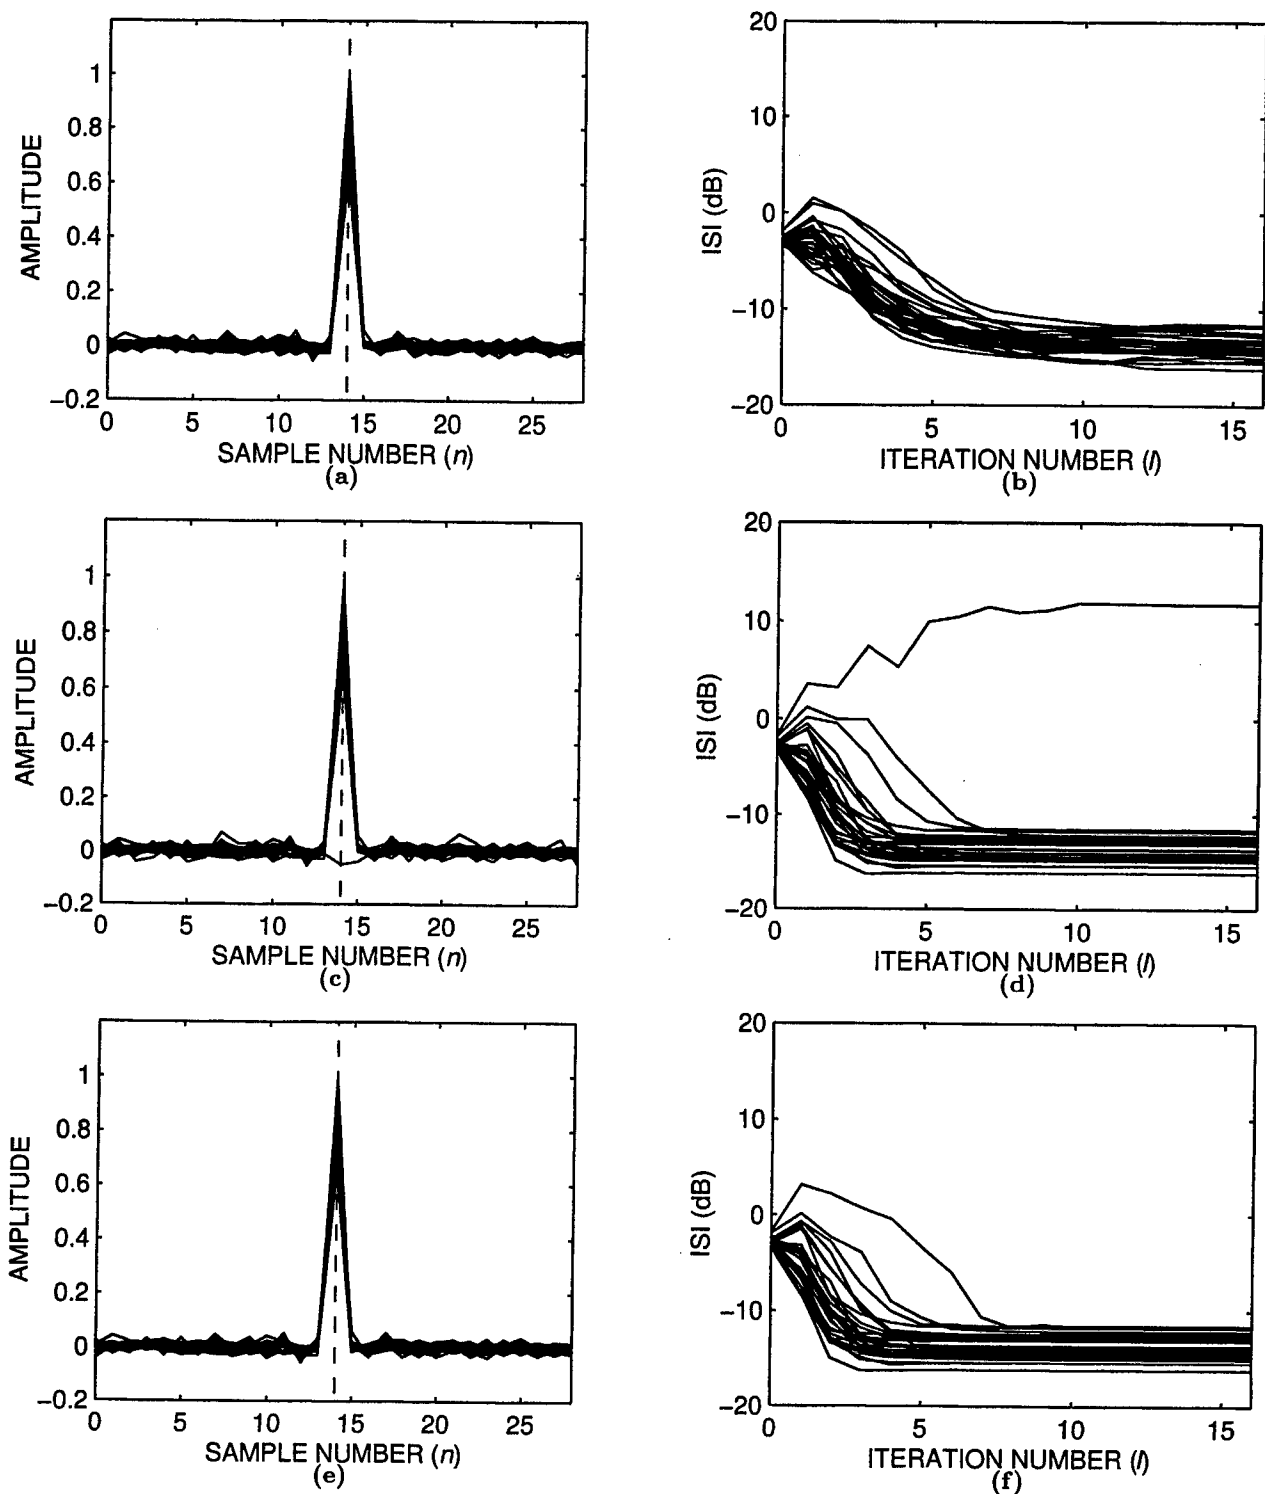 AMPLITUDE
1
0.8
0.6
0.4
0.2
0
−0.2
0 5 10 15 20 25
SAMPLE NUMBER (n)
(a)
ISI (dB)
20
10
0
−10
−20
0 5 10 15
ITERATION NUMBER (l)
(b)
AMPLITUDE
1
0.8
0.6
0.4
0.2
0
−0.2
0 5 10 15 20 25
SAMPLE NUMBER (n)
(c)
ISI (dB)
20
10
0
−10
−20
0 5 10 15
ITERATION NUMBER (l)
(d)
AMPLITUDE
1
0.8
0.6
0.4
0.2
0
−0.2
0 5 10 15 20 25
SAMPLE NUMBER (n)
(e)
ISI (dB)
20
10
0
−10
−20
0 5 10 15
ITERATION NUMBER (l)
(f)